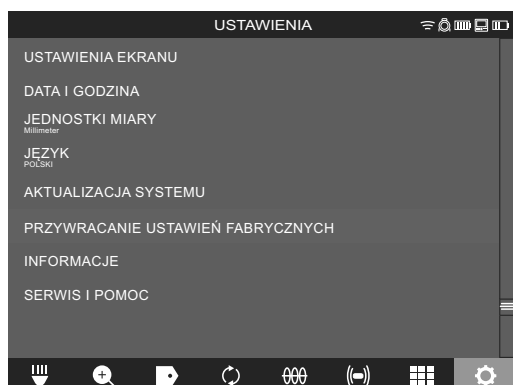 USTAWIENIA
USTAWIENIA EKRANU
DATA I GODZINA
JEDNOSTKI MIARY
Millimeter
JĘZYK
POLSKI
AKTUALIZACJA SYSTEMU
PRZYWRACANIE USTAWIEŃ FABRYCZNYCH
INFORMACJE
SERWIS I POMOC